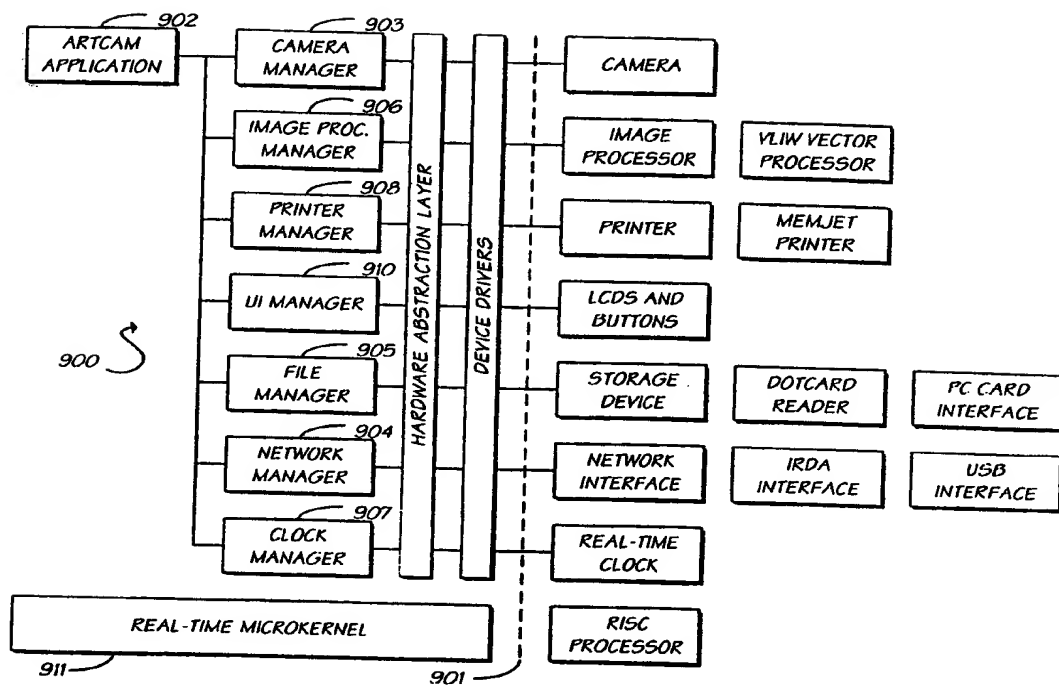 902
ARTCAM
APPLICATION
903
CAMERA
MANAGER
CAMERA
906
IMAGE PROC.
MANAGER
IMAGE
PROCESSOR
VLIW VECTOR
PROCESSOR
908
PRINTER
MANAGER
PRINTER
MEMJET
PRINTER
910
UI MANAGER
LCDS AND
BUTTONS
HARDWARE ABSTRACTION LAYER
DEVICE DRIVERS
900
905
FILE
MANAGER
STORAGE
DEVICE
DOTCARD
READER
PC CARD
INTERFACE
904
NETWORK
MANAGER
NETWORK
INTERFACE
IRDA
INTERFACE
USB
INTERFACE
907
CLOCK
MANAGER
REAL-TIME
CLOCK
REAL-TIME MICROKERNEL
RISC
PROCESSOR
911
901